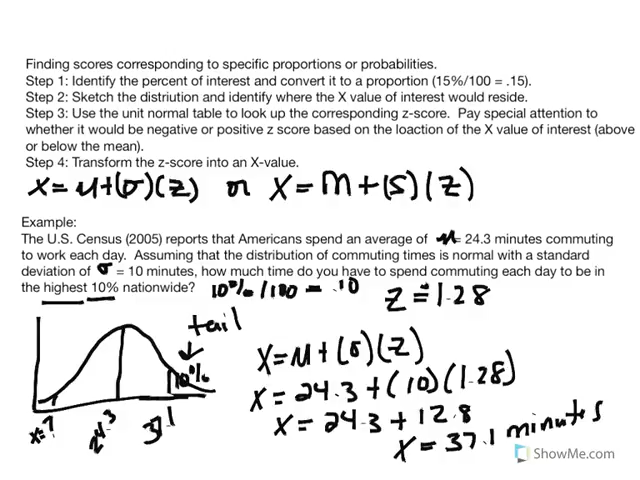 Finding scores corresponding to specific proportions or probabilities.
Step 1: Identify the percent of interest and convert it to a proportion (15%/100 = .15).
Step 2: Sketch the distriution and identify where the X value of interest would reside.
Step 3: Use the unit normal table to look up the corresponding z-score. Pay special attention to
whether it would be negative or positive z score based on the loaction of the X value of interest (above
or below the mean).
Step 4: Transform the z-score into an X-value.
X = μ + (σ)(z) or X = M + (s)(z)
Example:
The U.S. Census (2005) reports that Americans spend an average of μ = 24.3 minutes commuting
to work each day. Assuming that the distribution of commuting times is normal with a standard
deviation of σ = 10 minutes, how much time do you have to spend commuting each day to be in
the highest 10% nationwide? 10%/100 = .10 z = 1.28
tail
10%
x=?
24.3
37.1
X = μ + (σ)(z)
X = 24.3 + (10)(1.28)
X = 24.3 + 12.8
X = 37.1 minutes
ShowMe.com